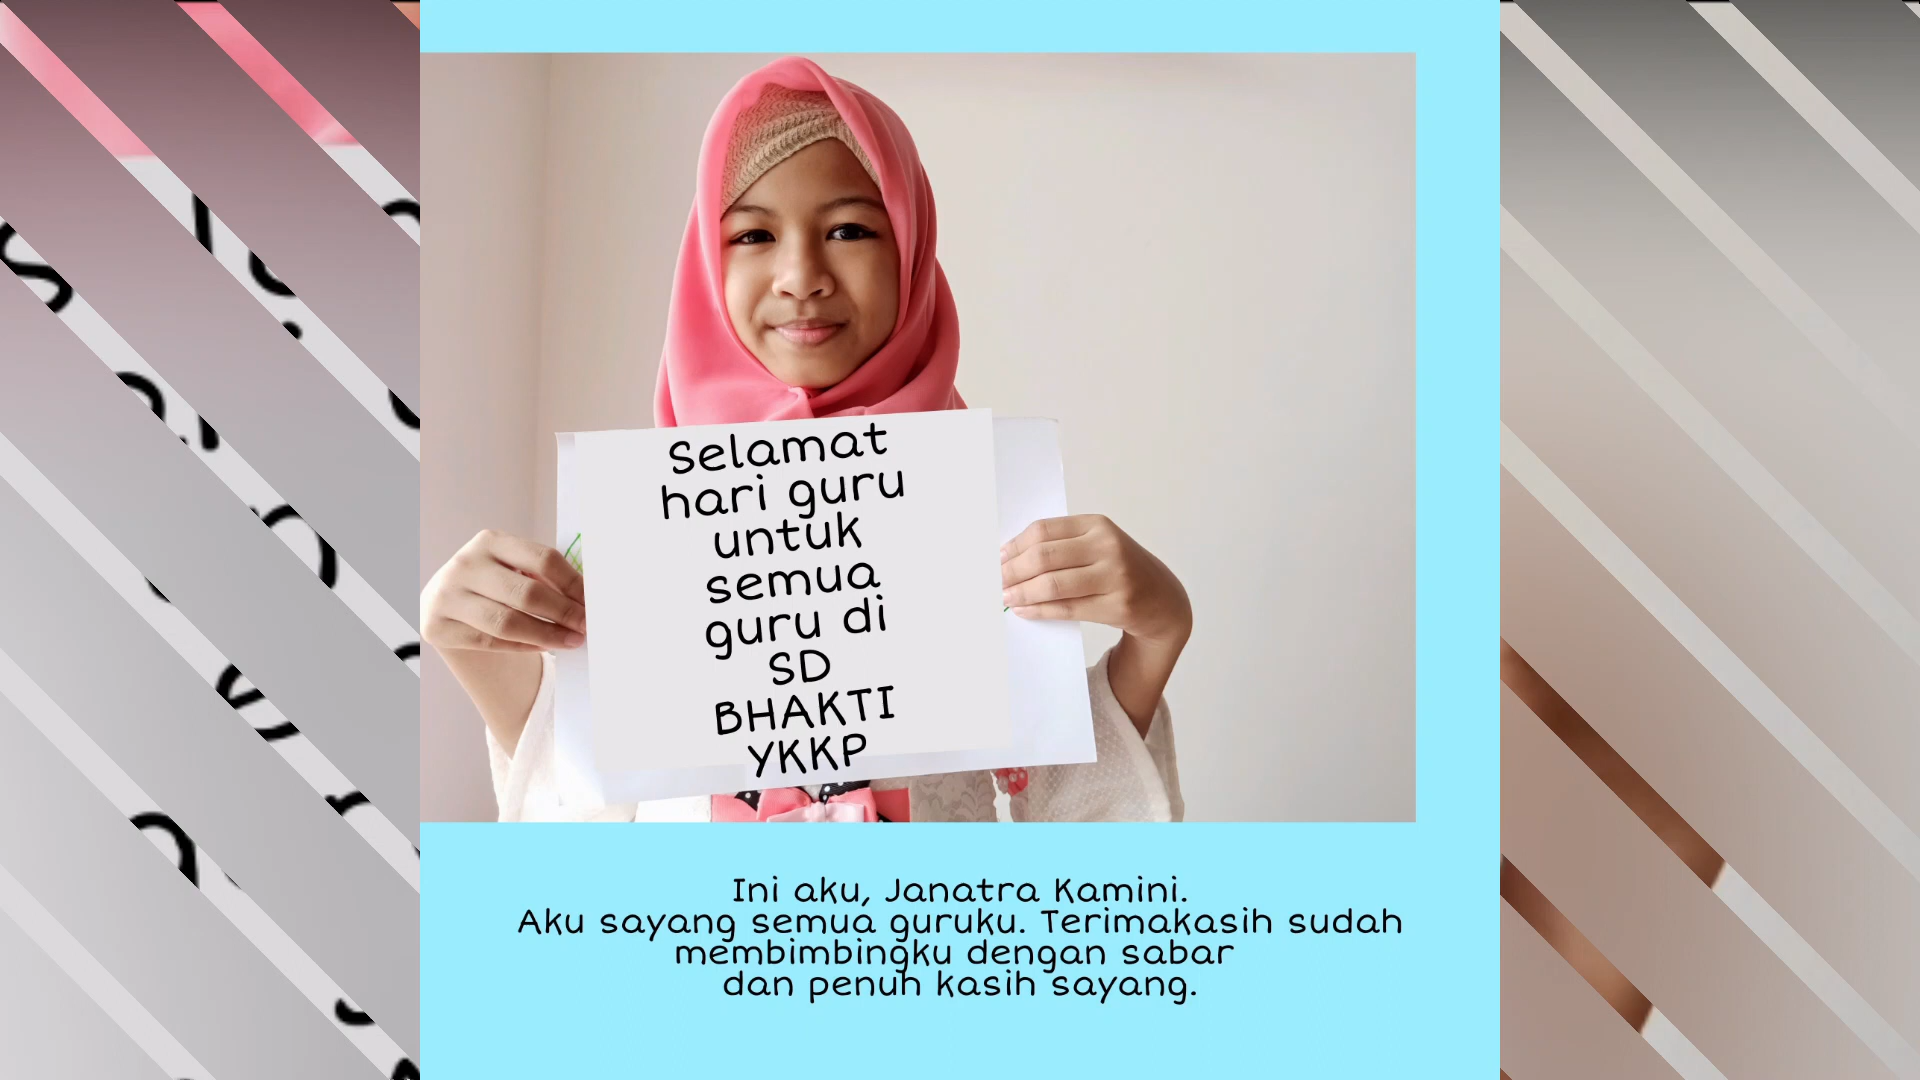 Selamat
hari guru
untuk
semua
guru di
SD
BHAKTI
YKKP
Ini aku, Janatra Kamini.
Aku sayang semua guruku. Terimakasih sudah
membimbingku dengan sabar
dan penuh kasih sayang.